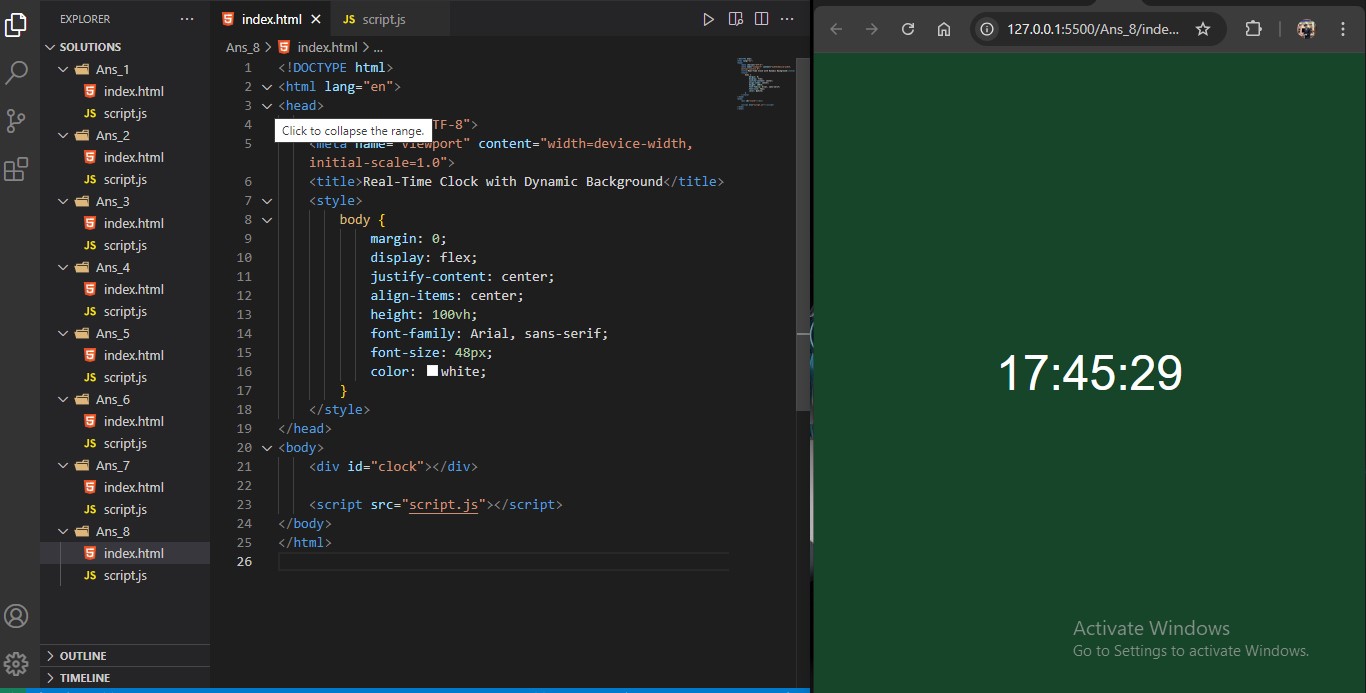 EXPLORER
SOLUTIONS
Ans_1
index.html
JS script.js
Ans_2
index.html
JS script.js
Ans_3
index.html
JS script.js
Ans_4
index.html
JS script.js
Ans_5
index.html
JS script.js
Ans_6
index.html
JS script.js
Ans_7
index.html
JS script.js
Ans_8
index.html
JS script.js
OUTLINE
TIMELINE
index.html
JS script.js
Ans_8 > index.html > ...
1 <!DOCTYPE html>
2 <html lang="en">
3 <head>
4 TF-8">
Click to collapse the range.
5 <meta name="viewport" content="width=device-width,
initial-scale=1.0">
6 <title>Real-Time Clock with Dynamic Background</title>
7 <style>
8 body {
9 margin: 0;
10 display: flex;
11 justify-content: center;
12 align-items: center;
13 height: 100vh;
14 font-family: Arial, sans-serif;
15 font-size: 48px;
16 color: white;
17 }
18 </style>
19 </head>
20 <body>
21 <div id="clock"></div>
22
23 <script src="script.js"></script>
24 </body>
25 </html>
26
127.0.0.1:5500/Ans_8/inde...
17:45:29
Activate Windows
Go to Settings to activate Windows.